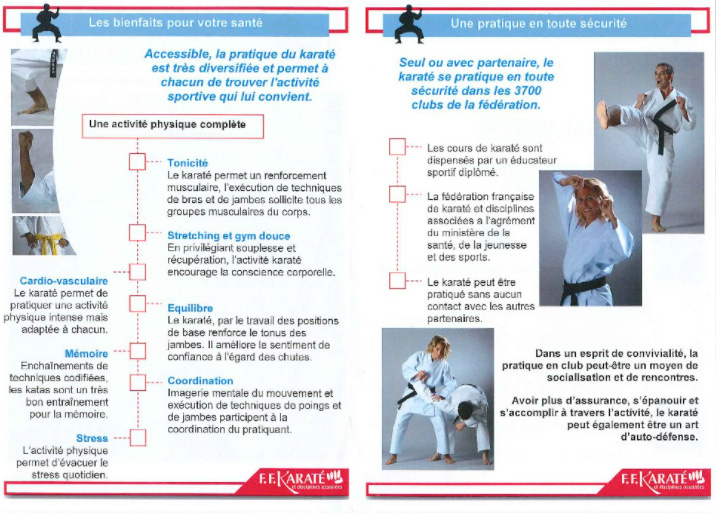 Les bienfaits pour votre santé
Accessible, la pratique du karaté
est très diversifiée et permet à
chacun de trouver l'activité
sportive qui lui convient.
Une activité physique complète
Tonicité
Le karaté permet un renforcement
musculaire, l'exécution de techniques
de bras et de jambes sollicite tous les
groupes musculaires du corps.
Stretching et gym douce
En privilégiant souplesse et
récupération, l'activité karaté
encourage la conscience corporelle.
Cardio-vasculaire
Le karaté permet de
pratiquer une activité
physique intense mais
adaptée à chacun.
Equilibre
Le karaté, par le travail des positions
de base renforce le tonus des
jambes. Il améliore le sentiment de
confiance à l'égard des chutes.
Mémoire
Enchaînements de
techniques codifiées,
les katas sont un très
bon entraînement
pour la mémoire.
Coordination
Imagerie mentale du mouvement et
exécution de techniques de poings et
de jambes participent à la
coordination du pratiquant.
Stress
L'activité physique
permet d'évacuer le
stress quotidien.
F.F.KARATÉ
et disciplines associées
Une pratique en toute sécurité
Seul ou avec partenaire, le
karaté se pratique en toute
sécurité dans les 3700
clubs de la fédération.
Les cours de karaté sont
dispensés par un éducateur
sportif diplômé.
La fédération française
de karaté et disciplines
associées a l'agrément
du ministère de la
santé, de la jeunesse
et des sports.
Le karaté peut être
pratiqué sans aucun
contact avec les autres
partenaires.
Dans un esprit de convivialité, la
pratique en club peut-être un moyen de
socialisation et de rencontres.
Avoir plus d'assurance, s'épanouir et
s'accomplir à travers l'activité, le karaté
peut également être un art
d'auto-défense.
F.F.KARATÉ
et disciplines associées